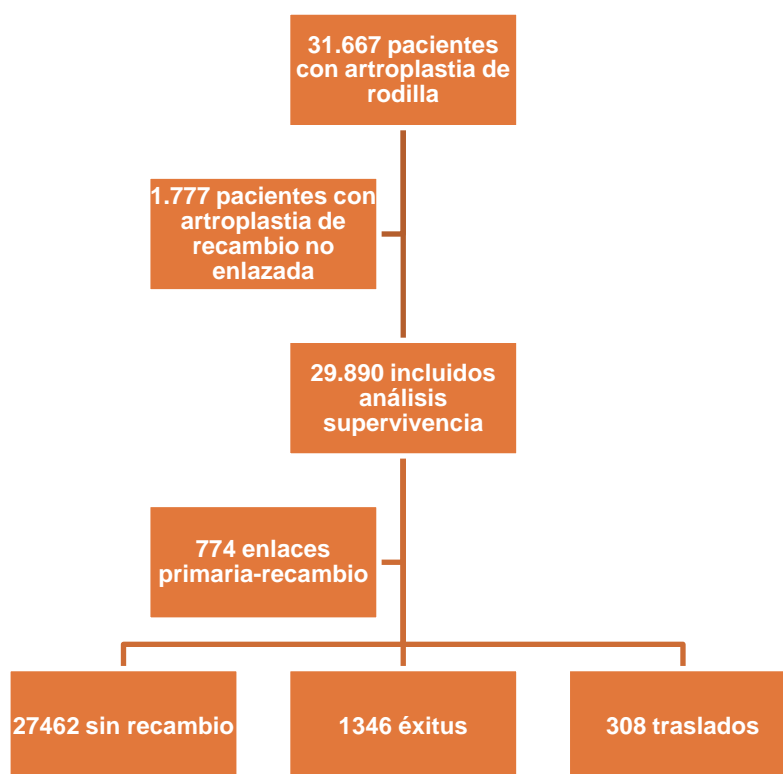 31.667 pacientes
con artroplastia de
rodilla
1.777 pacientes con
artroplastia de
recambio no
enlazada
29.890 incluidos
análisis
supervivencia
774 enlaces
primaria-recambio
27462 sin recambio
1346 éxitus
308 traslados